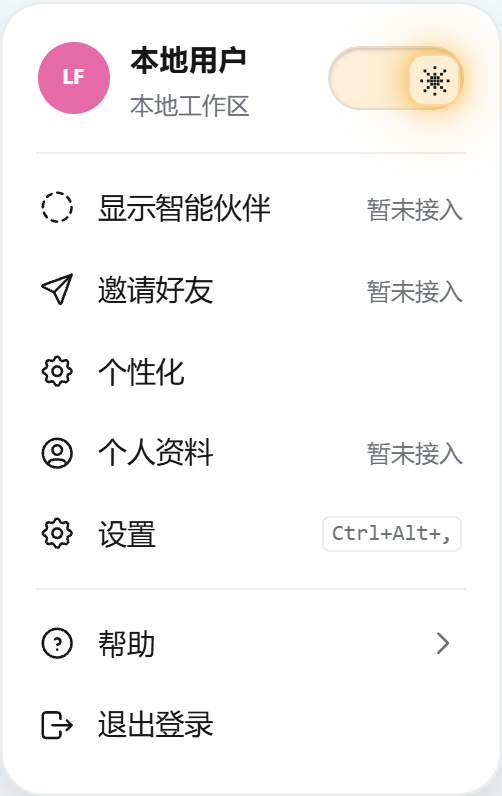 LF
本地用户
本地工作区
显示智能伙伴 暂未接入
邀请好友 暂未接入
个性化
个人资料 暂未接入
设置 Ctrl+Alt+,
帮助
退出登录